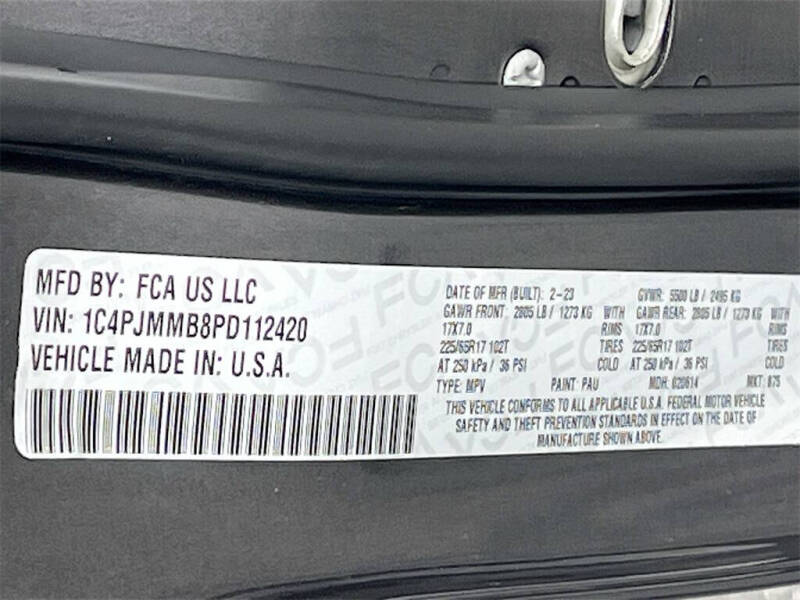 MFD BY: FCA US LLC
VIN: 1C4PJMMB8PD112420
VEHICLE MADE IN: U.S.A.
DATE OF MFR (BUILT): 2-23 GVWR: 5500 LB / 2495 KG
GAWR FRONT: 2805 LB / 1273 KG GAWR REAR: 2805 LB / 1273 KG
17X7.0 RIMS 17X7.0 RIMS
225/65R17 102T TIRES 225/65R17 102T TIRES
AT 250 kPa / 36 PSI COLD AT 250 kPa / 36 PSI COLD
TYPE: MPV PAINT: PAU MDH: 020614 MXT: 875
THIS VEHICLE CONFORMS TO ALL APPLICABLE U.S.A. FEDERAL MOTOR VEHICLE
SAFETY AND THEFT PREVENTION STANDARDS IN EFFECT ON THE DATE OF
MANUFACTURE SHOWN ABOVE.